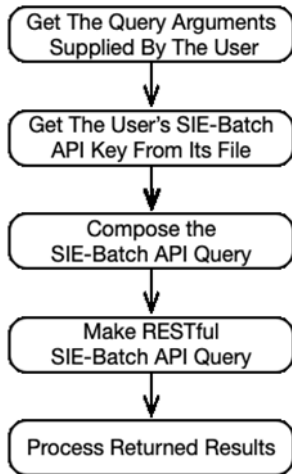 Get The Query Arguments
Supplied By The User
Get The User's SIE-Batch
API Key From Its File
Compose the
SIE-Batch API Query
Make RESTful
SIE-Batch API Query
Process Returned Results